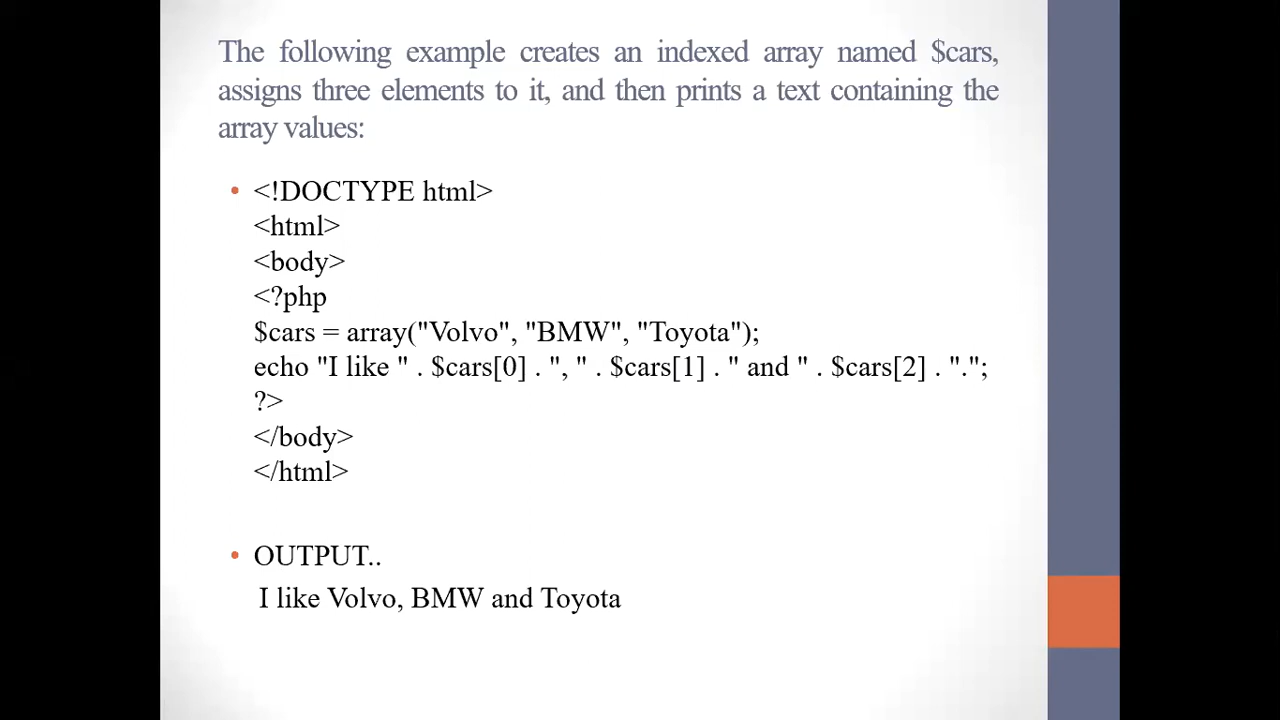 The following example creates an indexed array named $cars,
assigns three elements to it, and then prints a text containing the
array values:
• <!DOCTYPE html>
<html>
<body>
<?php
$cars = array("Volvo", "BMW", "Toyota");
echo "I like " . $cars[0] . ", " . $cars[1] . " and " . $cars[2] . ".";
?>
</body>
</html>
• OUTPUT..
I like Volvo, BMW and Toyota